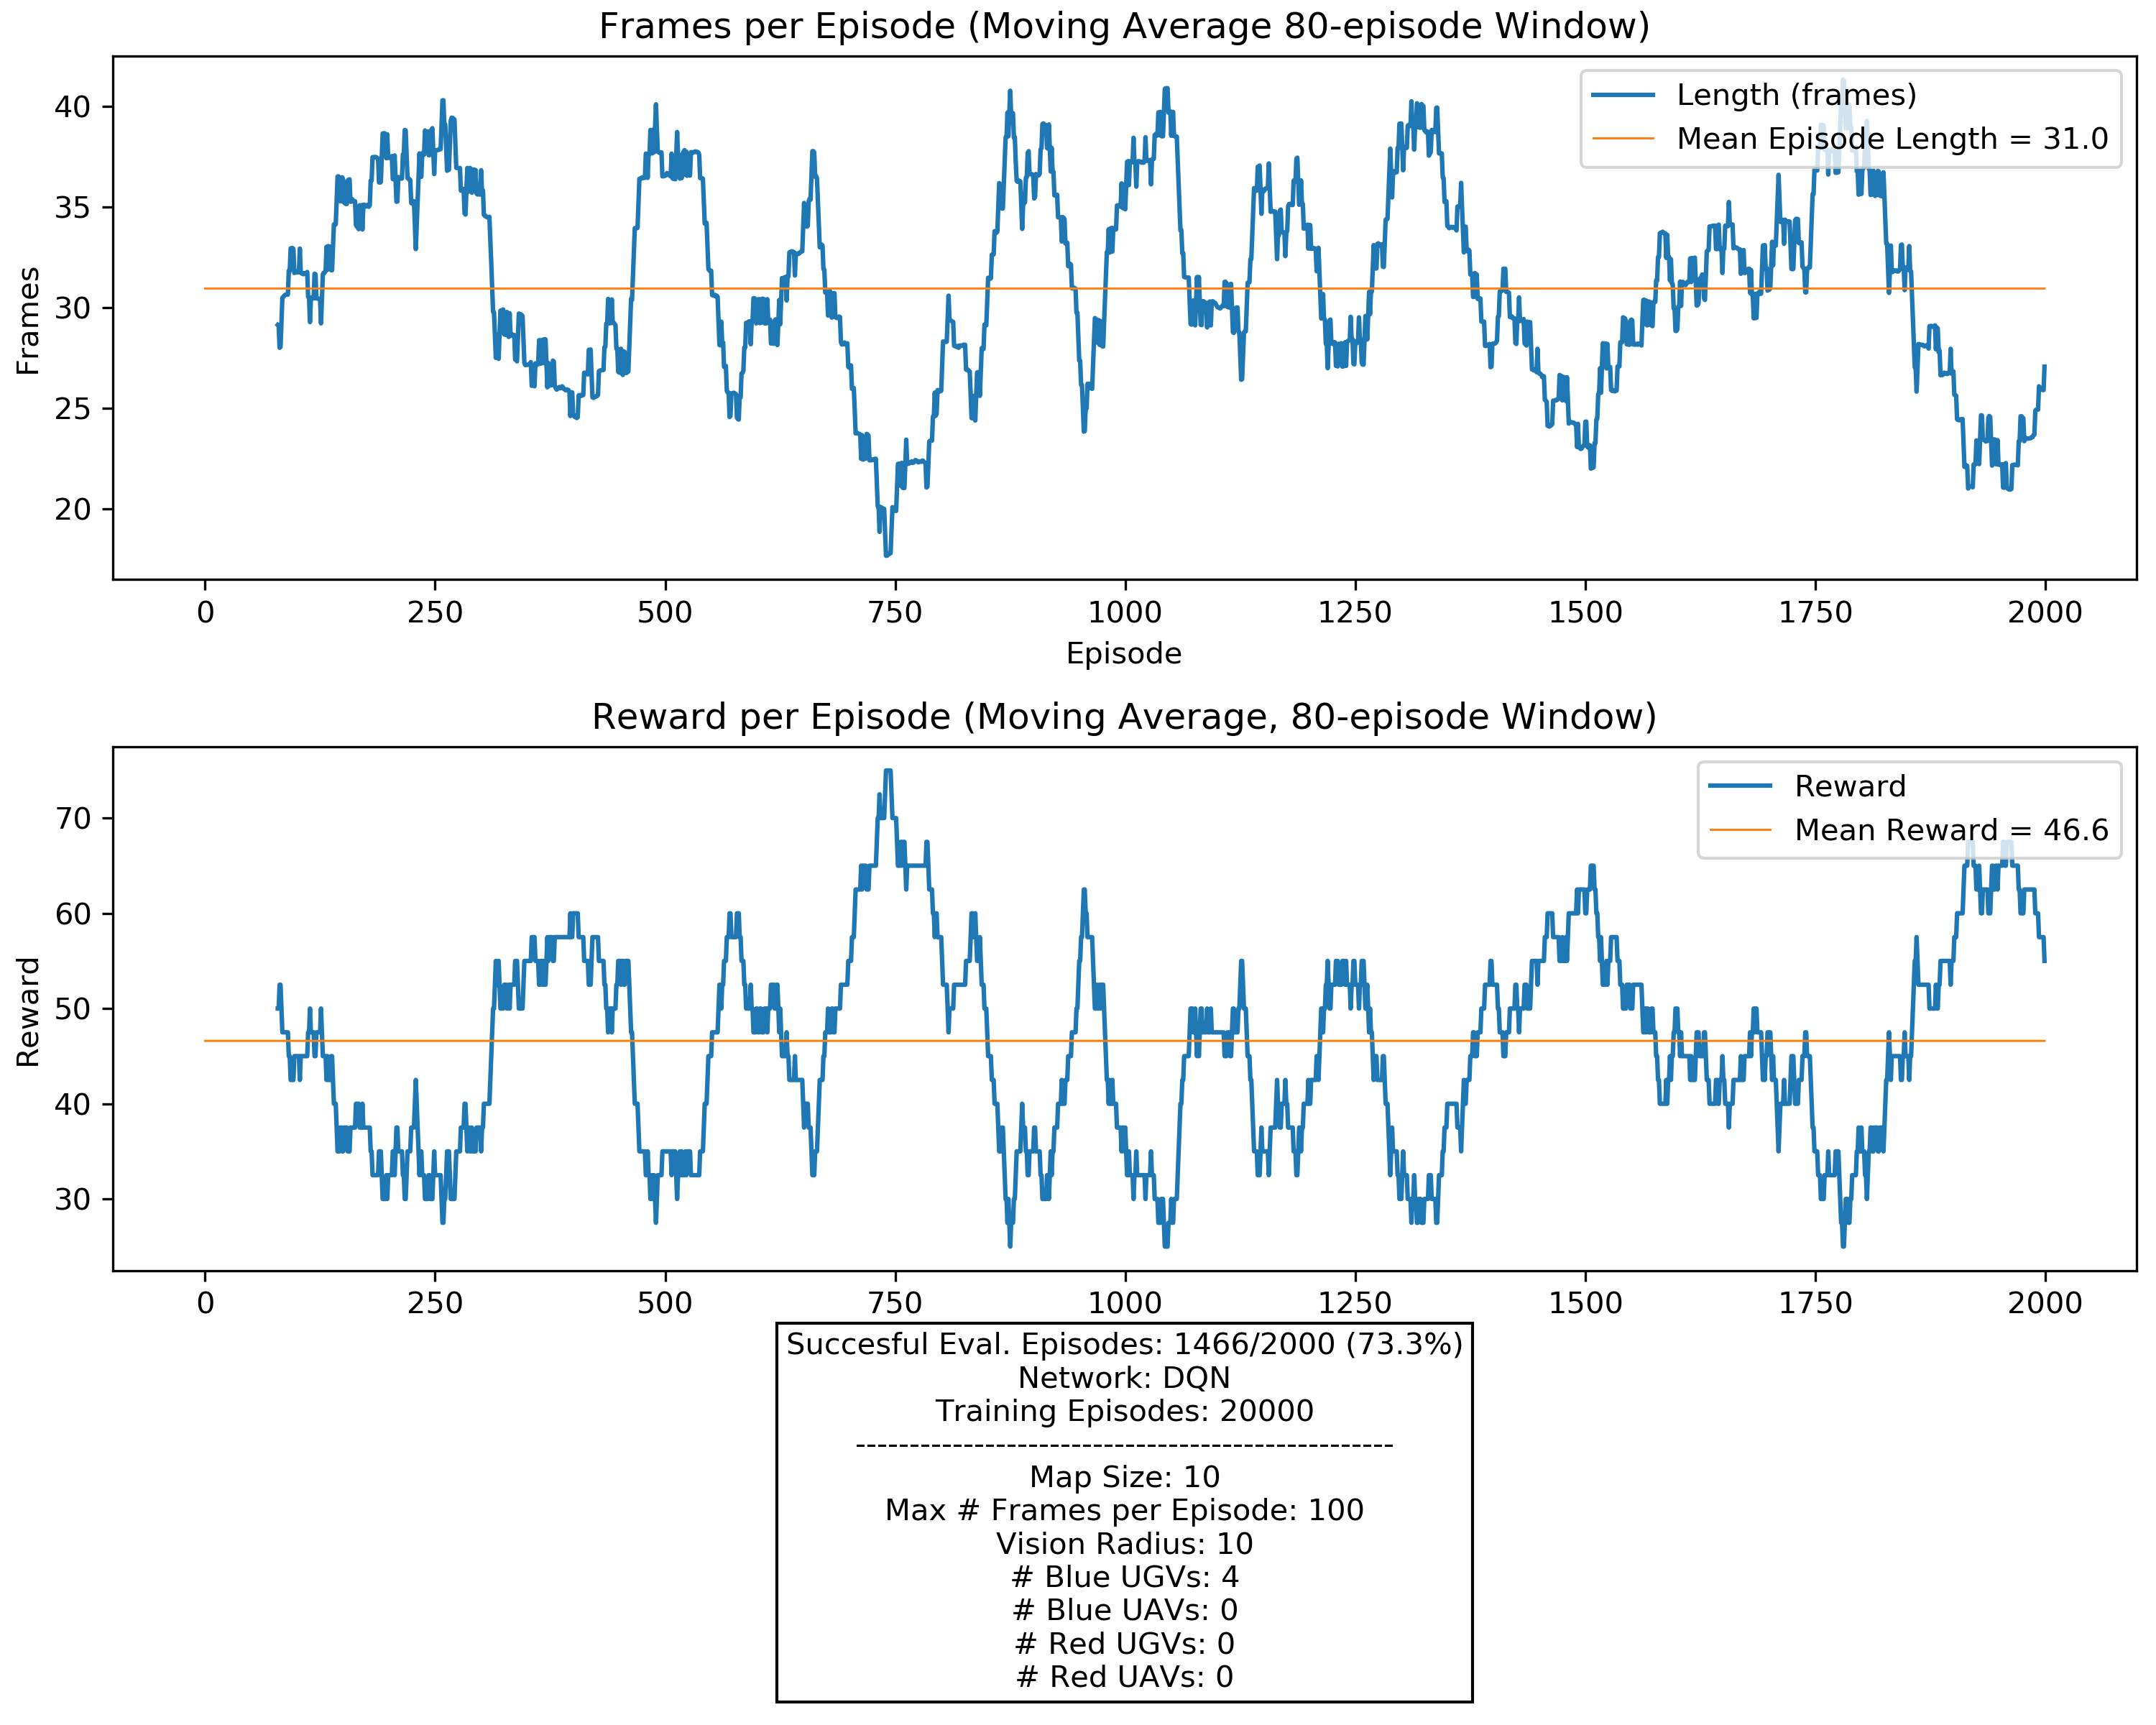 Frames per Episode (Moving Average 80-episode Window)
Length (frames)
Mean Episode Length = 31.0
40
35
30
25
20
Frames
0 250 500 750 1000 1250 1500 1750 2000
Episode
Reward per Episode (Moving Average, 80-episode Window)
Reward
Mean Reward = 46.6
70
60
50
40
30
Reward
0 250 500 750 1000 1250 1500 1750 2000
Succesful Eval. Episodes: 1466/2000 (73.3%)
Network: DQN
Training Episodes: 20000
--------------------------------------------------
Map Size: 10
Max # Frames per Episode: 100
Vision Radius: 10
# Blue UGVs: 4
# Blue UAVs: 0
# Red UGVs: 0
# Red UAVs: 0